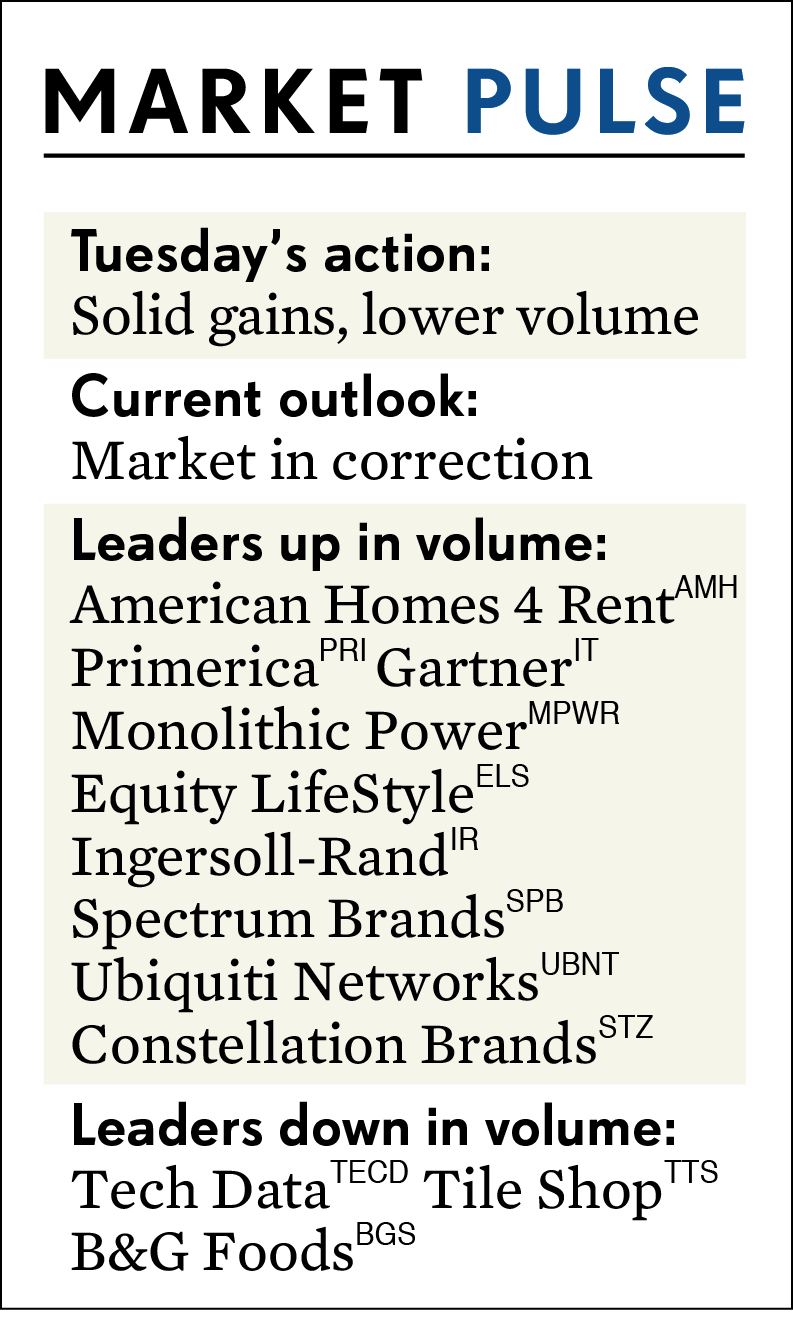 MARKET PULSE
Tuesday’s action:
Solid gains, lower volume
Current outlook:
Market in correction
Leaders up in volume:
American Homes 4 Rent AMH
Primerica PRI Gartner IT
Monolithic Power MPWR
Equity LifeStyle ELS
Ingersoll-Rand IR
Spectrum Brands SPB
Ubiquiti Networks UBNT
Constellation Brands STZ
Leaders down in volume:
Tech Data TECD Tile Shop TTS
B&G Foods BGS